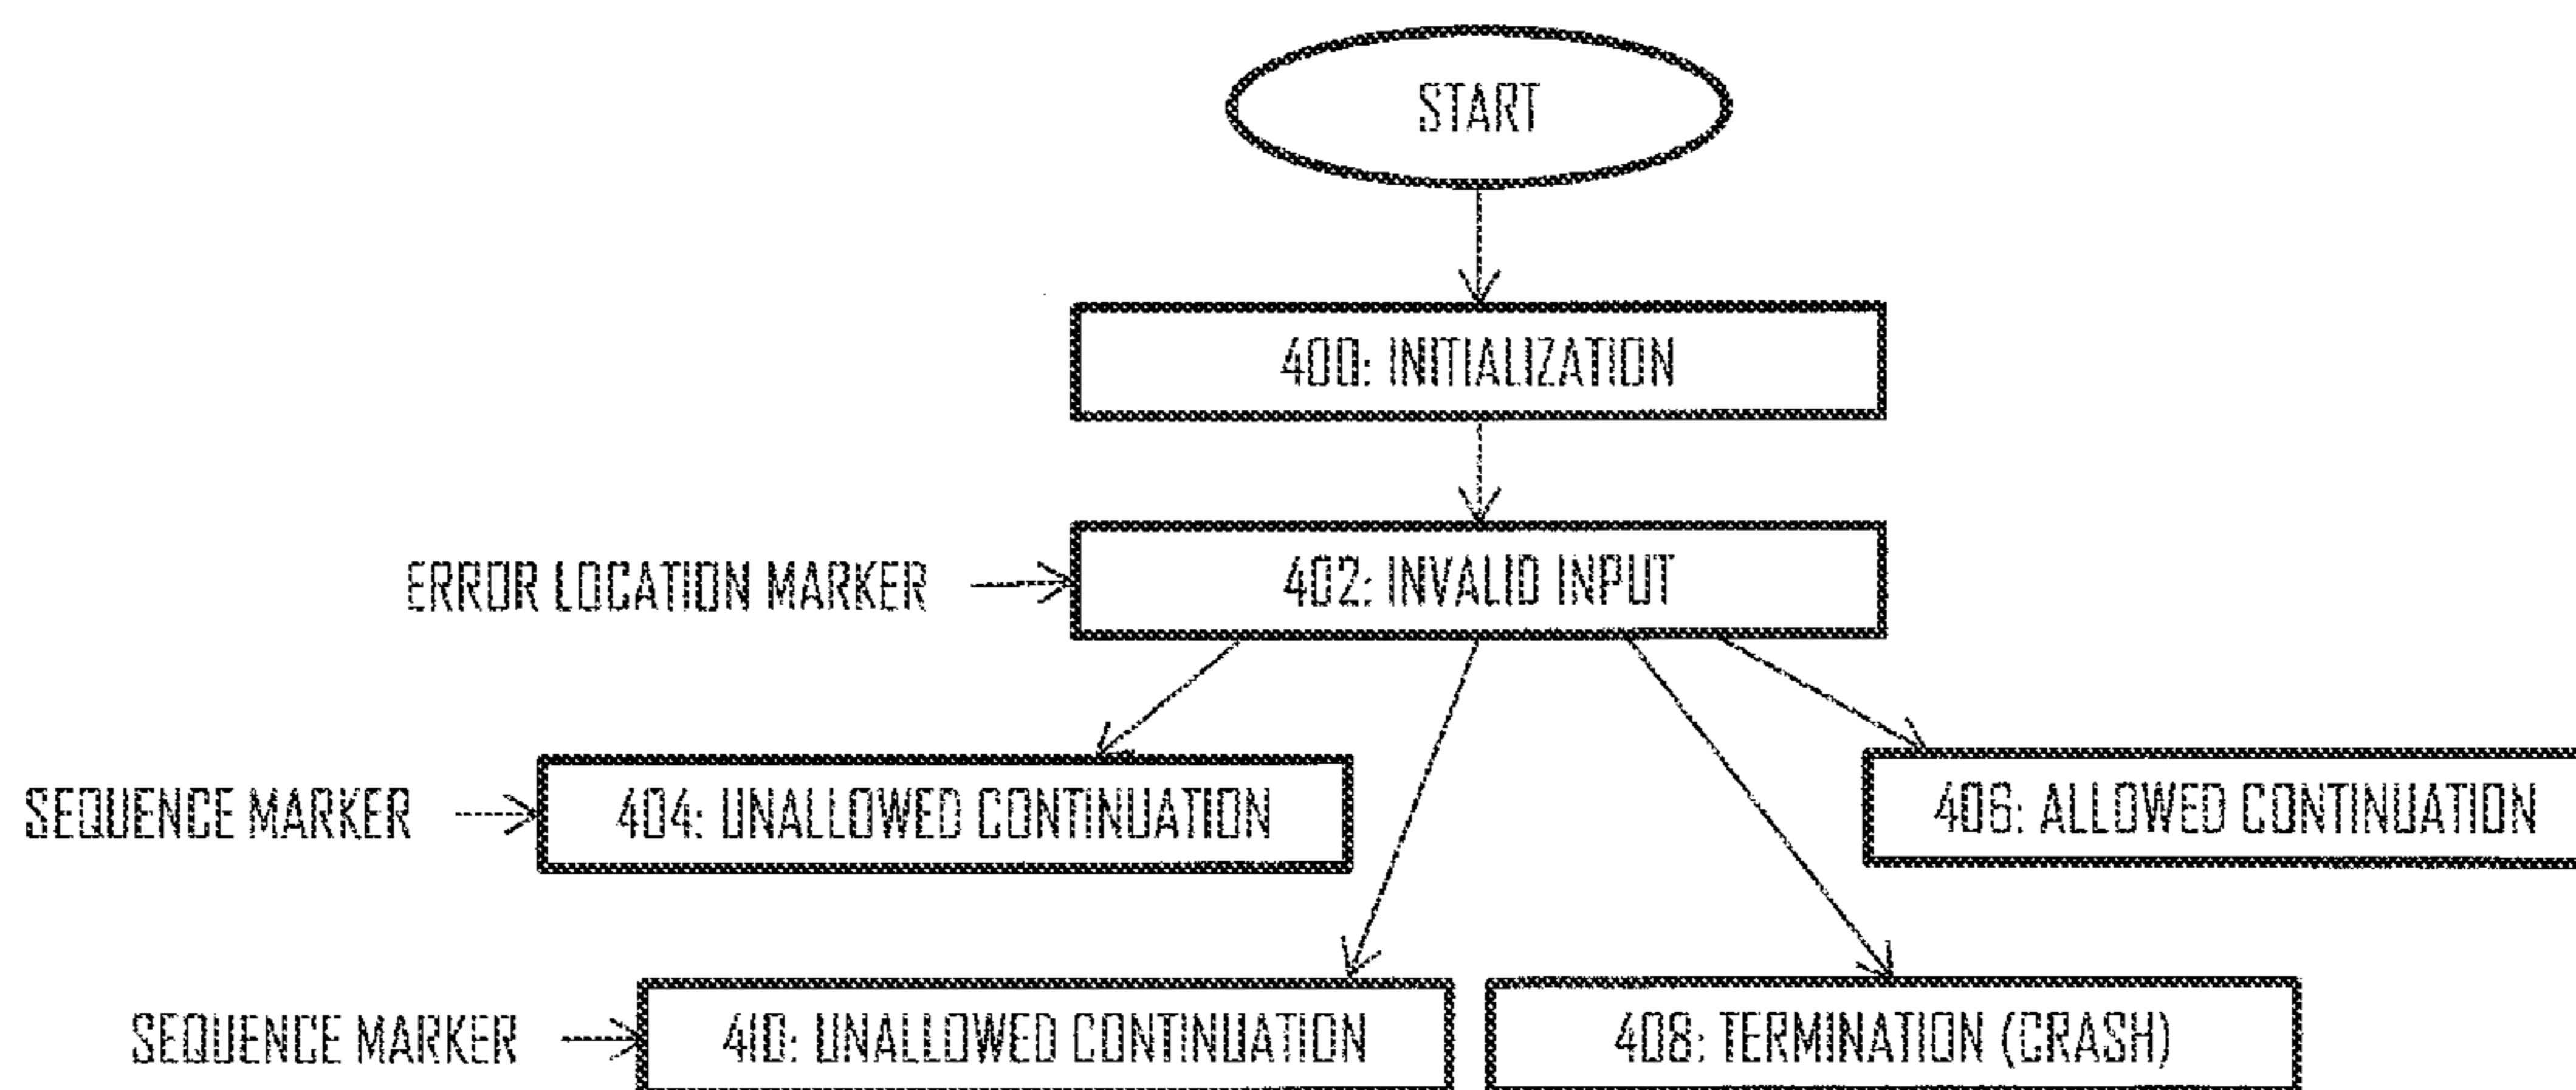 START
400: INITIALIZATION
ERROR LOCATION MARKER
402: INVALID INPUT
SEQUENCE MARKER
404: UNALLOWED CONTINUATION
406: ALLOWED CONTINUATION
SEQUENCE MARKER
410: UNALLOWED CONTINUATION
408: TERMINATION (CRASH)